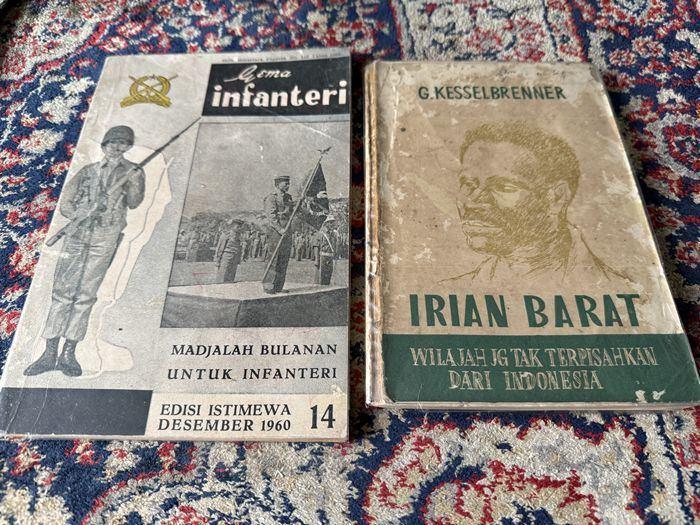 Gema
infanteri
MADJALAH BULANAN
UNTUK INFANTERI
EDISI ISTIMEWA
DESEMBER 1960
14
G. KESSELBRENNER
IRIAN BARAT
WILAJAH JG TAK TERPISAHKAN
DARI INDONESIA